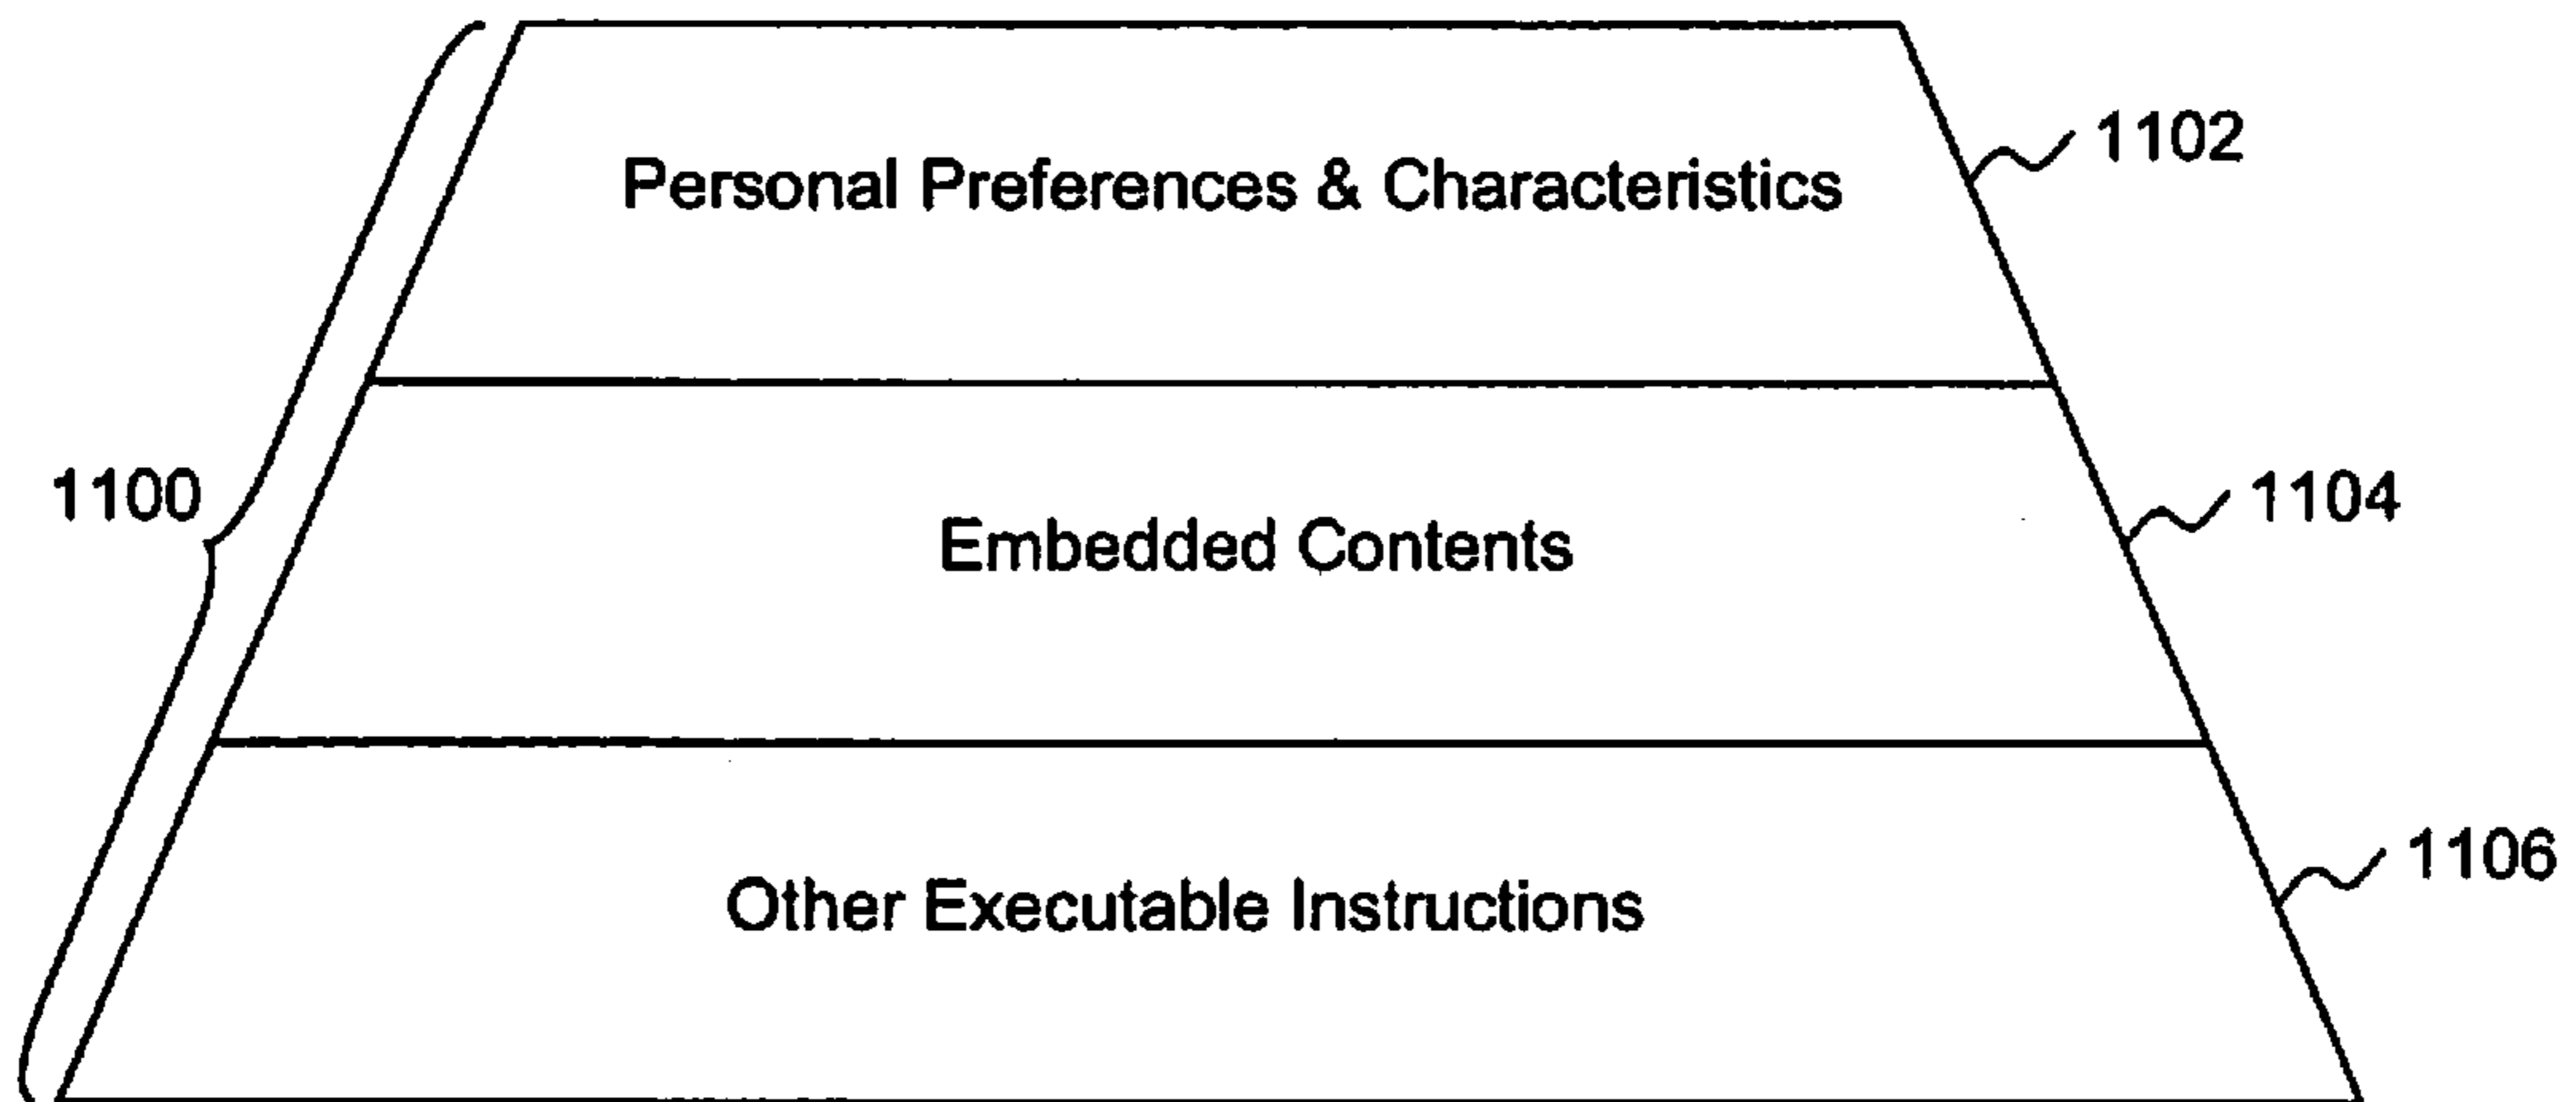 1102
Personal Preferences & Characteristics
1100
1104
Embedded Contents
1106
Other Executable Instructions